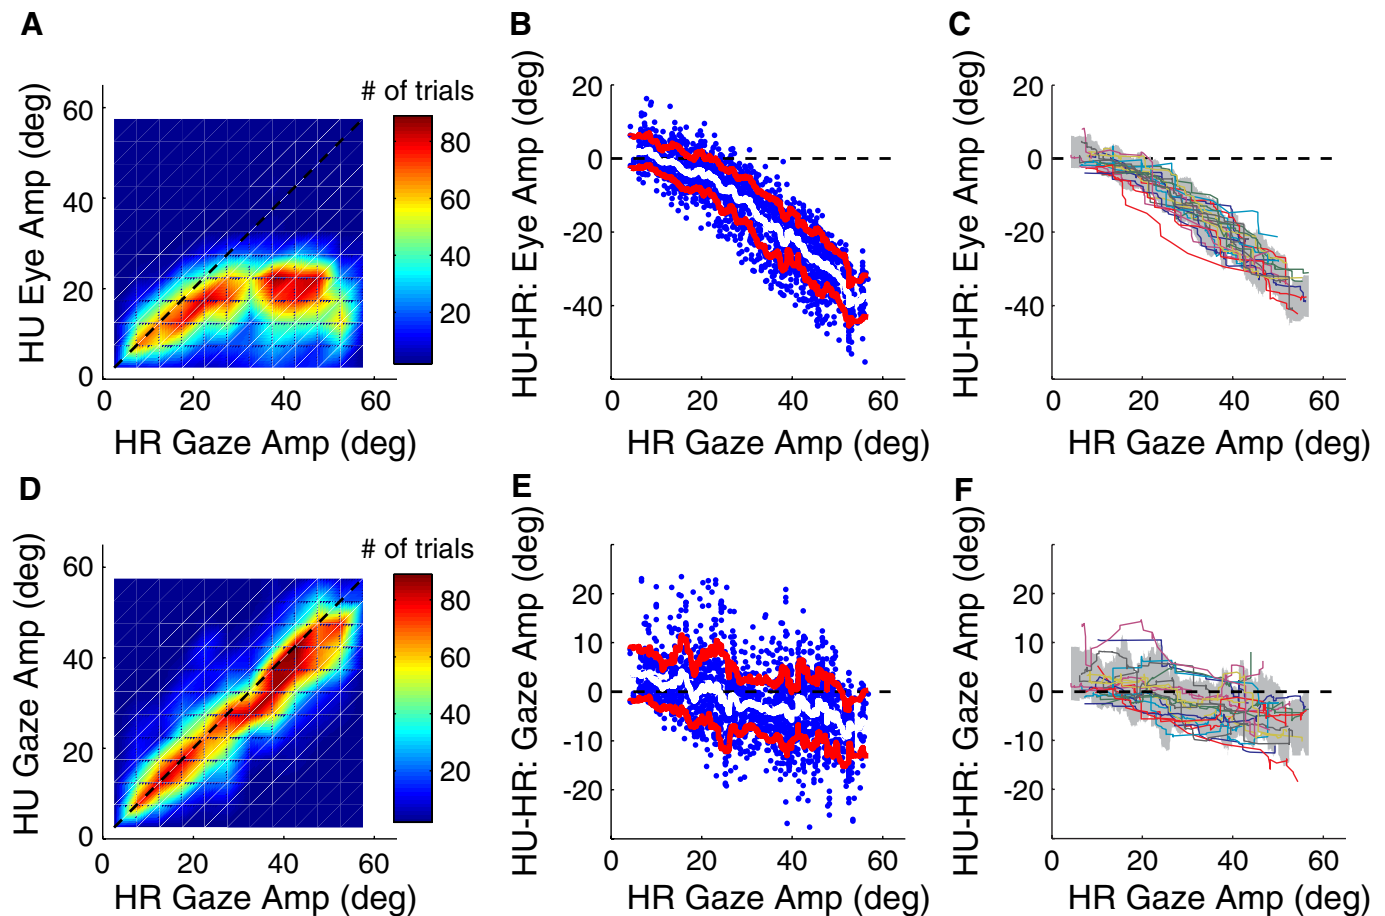 A
B
C
# of trials
HU Eye Amp (deg)
60
40
20
0
80
60
40
20
0
20
40
60
HR Gaze Amp (deg)
HU-HR: Eye Amp (deg)
20
0
-20
-40
0
20
40
60
HR Gaze Amp (deg)
HU-HR: Eye Amp (deg)
20
0
-20
-40
0
20
40
60
HR Gaze Amp (deg)
D
E
F
# of trials
HU Gaze Amp (deg)
60
40
20
0
80
60
40
20
0
20
40
60
HR Gaze Amp (deg)
HU-HR: Gaze Amp (deg)
20
10
0
-10
-20
0
20
40
60
HR Gaze Amp (deg)
HU-HR: Gaze Amp (deg)
20
10
0
-10
-20
0
20
40
60
HR Gaze Amp (deg)